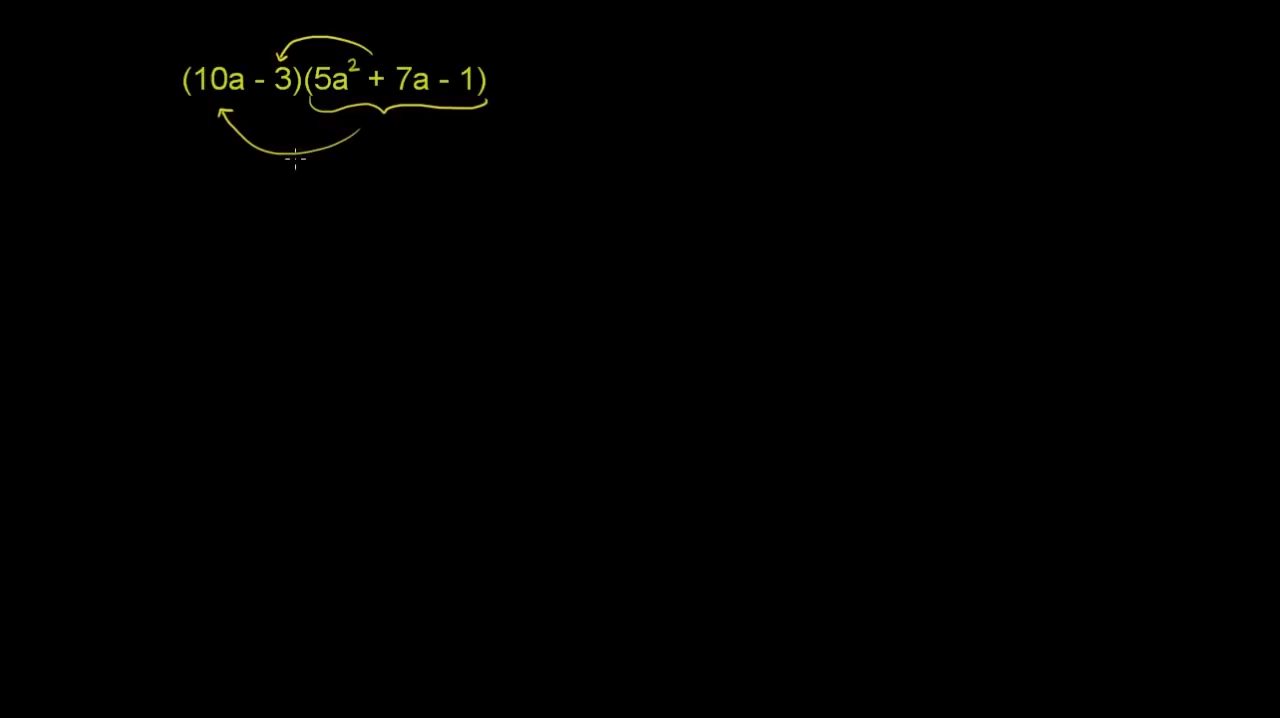 (10a - 3)(5a² + 7a - 1)